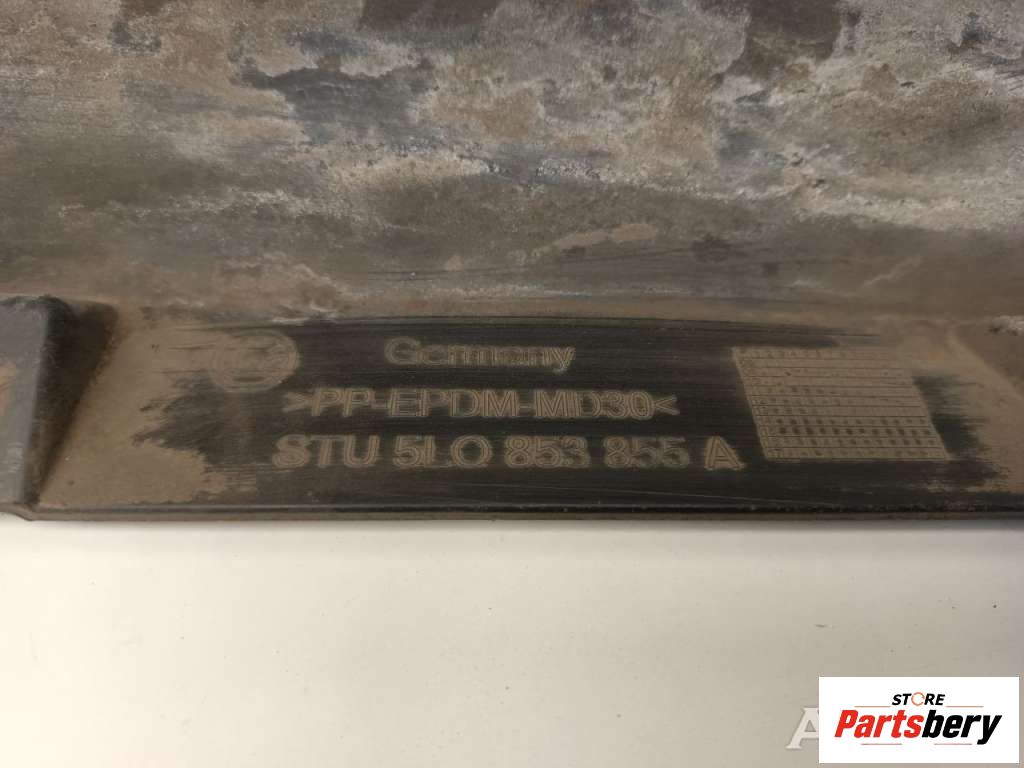 Germany
>PP-EPDM-MD30<
STU 5L0 853 855 A
STORE
Partsbery
A